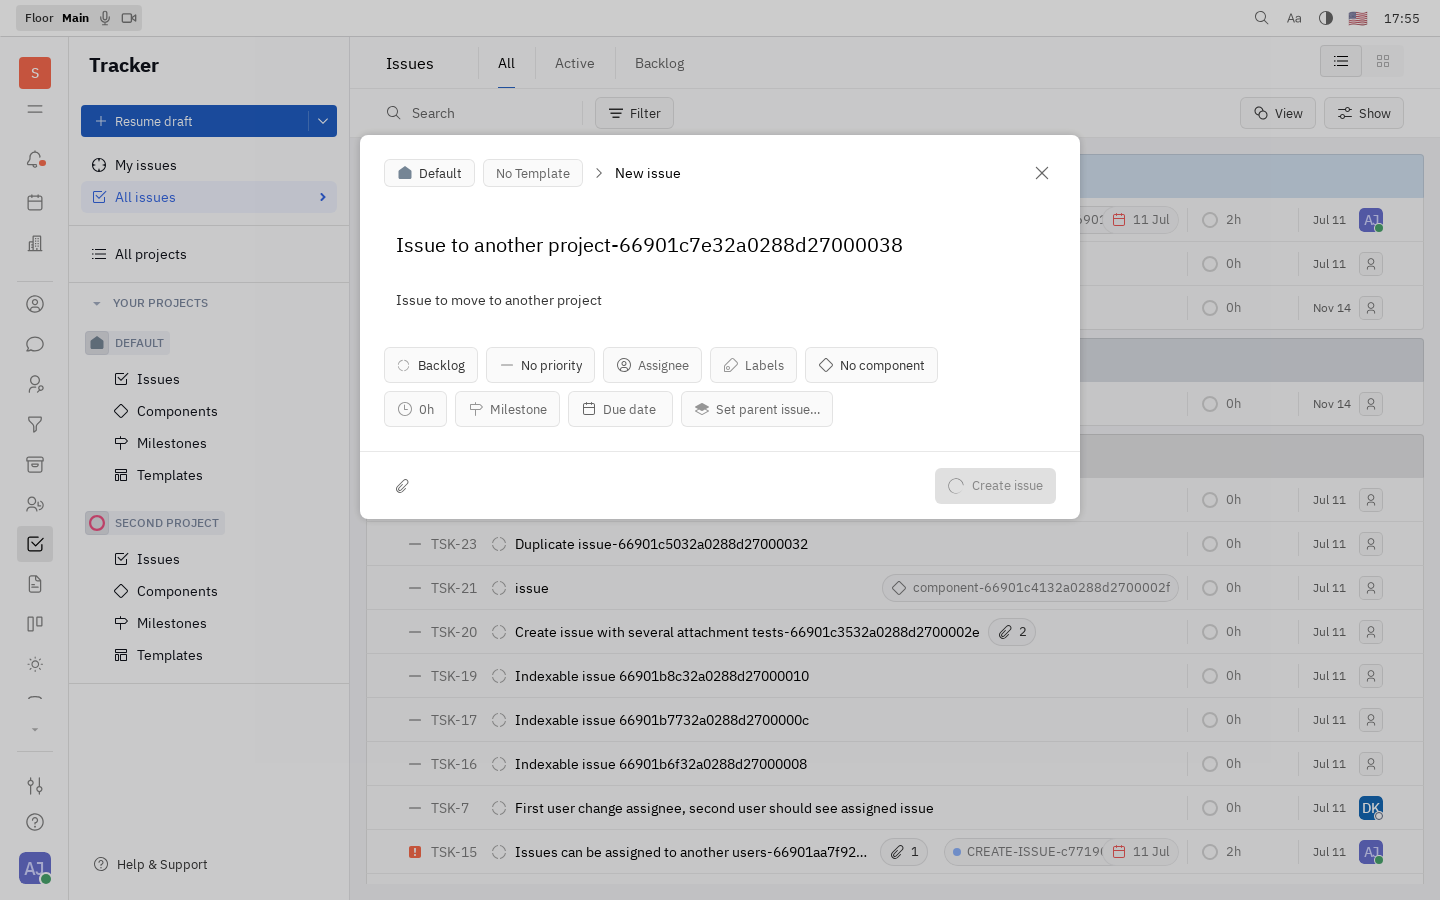 Floor Main
Aa
17:55
S
Tracker
Issues
All
Active
Backlog
Resume draft
Search
Filter
View
Show
My issues
All issues
All projects
YOUR PROJECTS
DEFAULT
Issues
Components
Milestones
Templates
SECOND PROJECT
Issues
Components
Milestones
Templates
Help & Support
AJ
Default
No Template
New issue
Issue to another project-66901c7e32a0288d27000038
Issue to move to another project
Backlog
No priority
Assignee
Labels
No component
0h
Milestone
Due date
Set parent issue...
Create issue
11 Jul 2h Jul 11 AJ
0h Jul 11
0h Nov 14
0h Nov 14
0h Jul 11
TSK-23 Duplicate issue-66901c5032a0288d27000032 0h Jul 11
TSK-21 issue component-66901c4132a0288d2700002f 0h Jul 11
TSK-20 Create issue with several attachment tests-66901c3532a0288d2700002e 2 0h Jul 11
TSK-19 Indexable issue 66901b8c32a0288d27000010 0h Jul 11
TSK-17 Indexable issue 66901b7732a0288d2700000c 0h Jul 11
TSK-16 Indexable issue 66901b6f32a0288d27000008 0h Jul 11
TSK-7 First user change assignee, second user should see assigned issue 0h Jul 11 DK
TSK-15 Issues can be assigned to another users-66901aa7f92... 1 CREATE-ISSUE-c7719 11 Jul 2h Jul 11 AJ